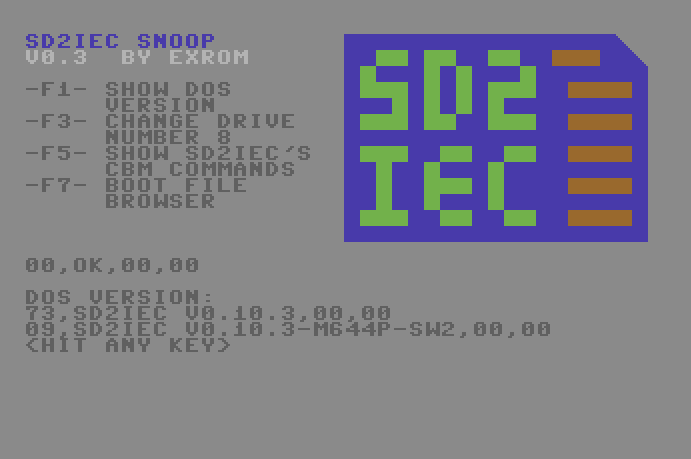 SD2IEC SNOOP
V0.3 BY EXROM
-F1- SHOW DOS
VERSION
-F3- CHANGE DRIVE
NUMBER 8
-F5- SHOW SD2IEC'S
CBM COMMANDS
-F7- BOOT FILE
BROWSER
SD2
IEC
00,OK,00,00
DOS VERSION:
73,SD2IEC V0.10.3,00,00
09,SD2IEC V0.10.3-M644P-SW2,00,00
<HIT ANY KEY>